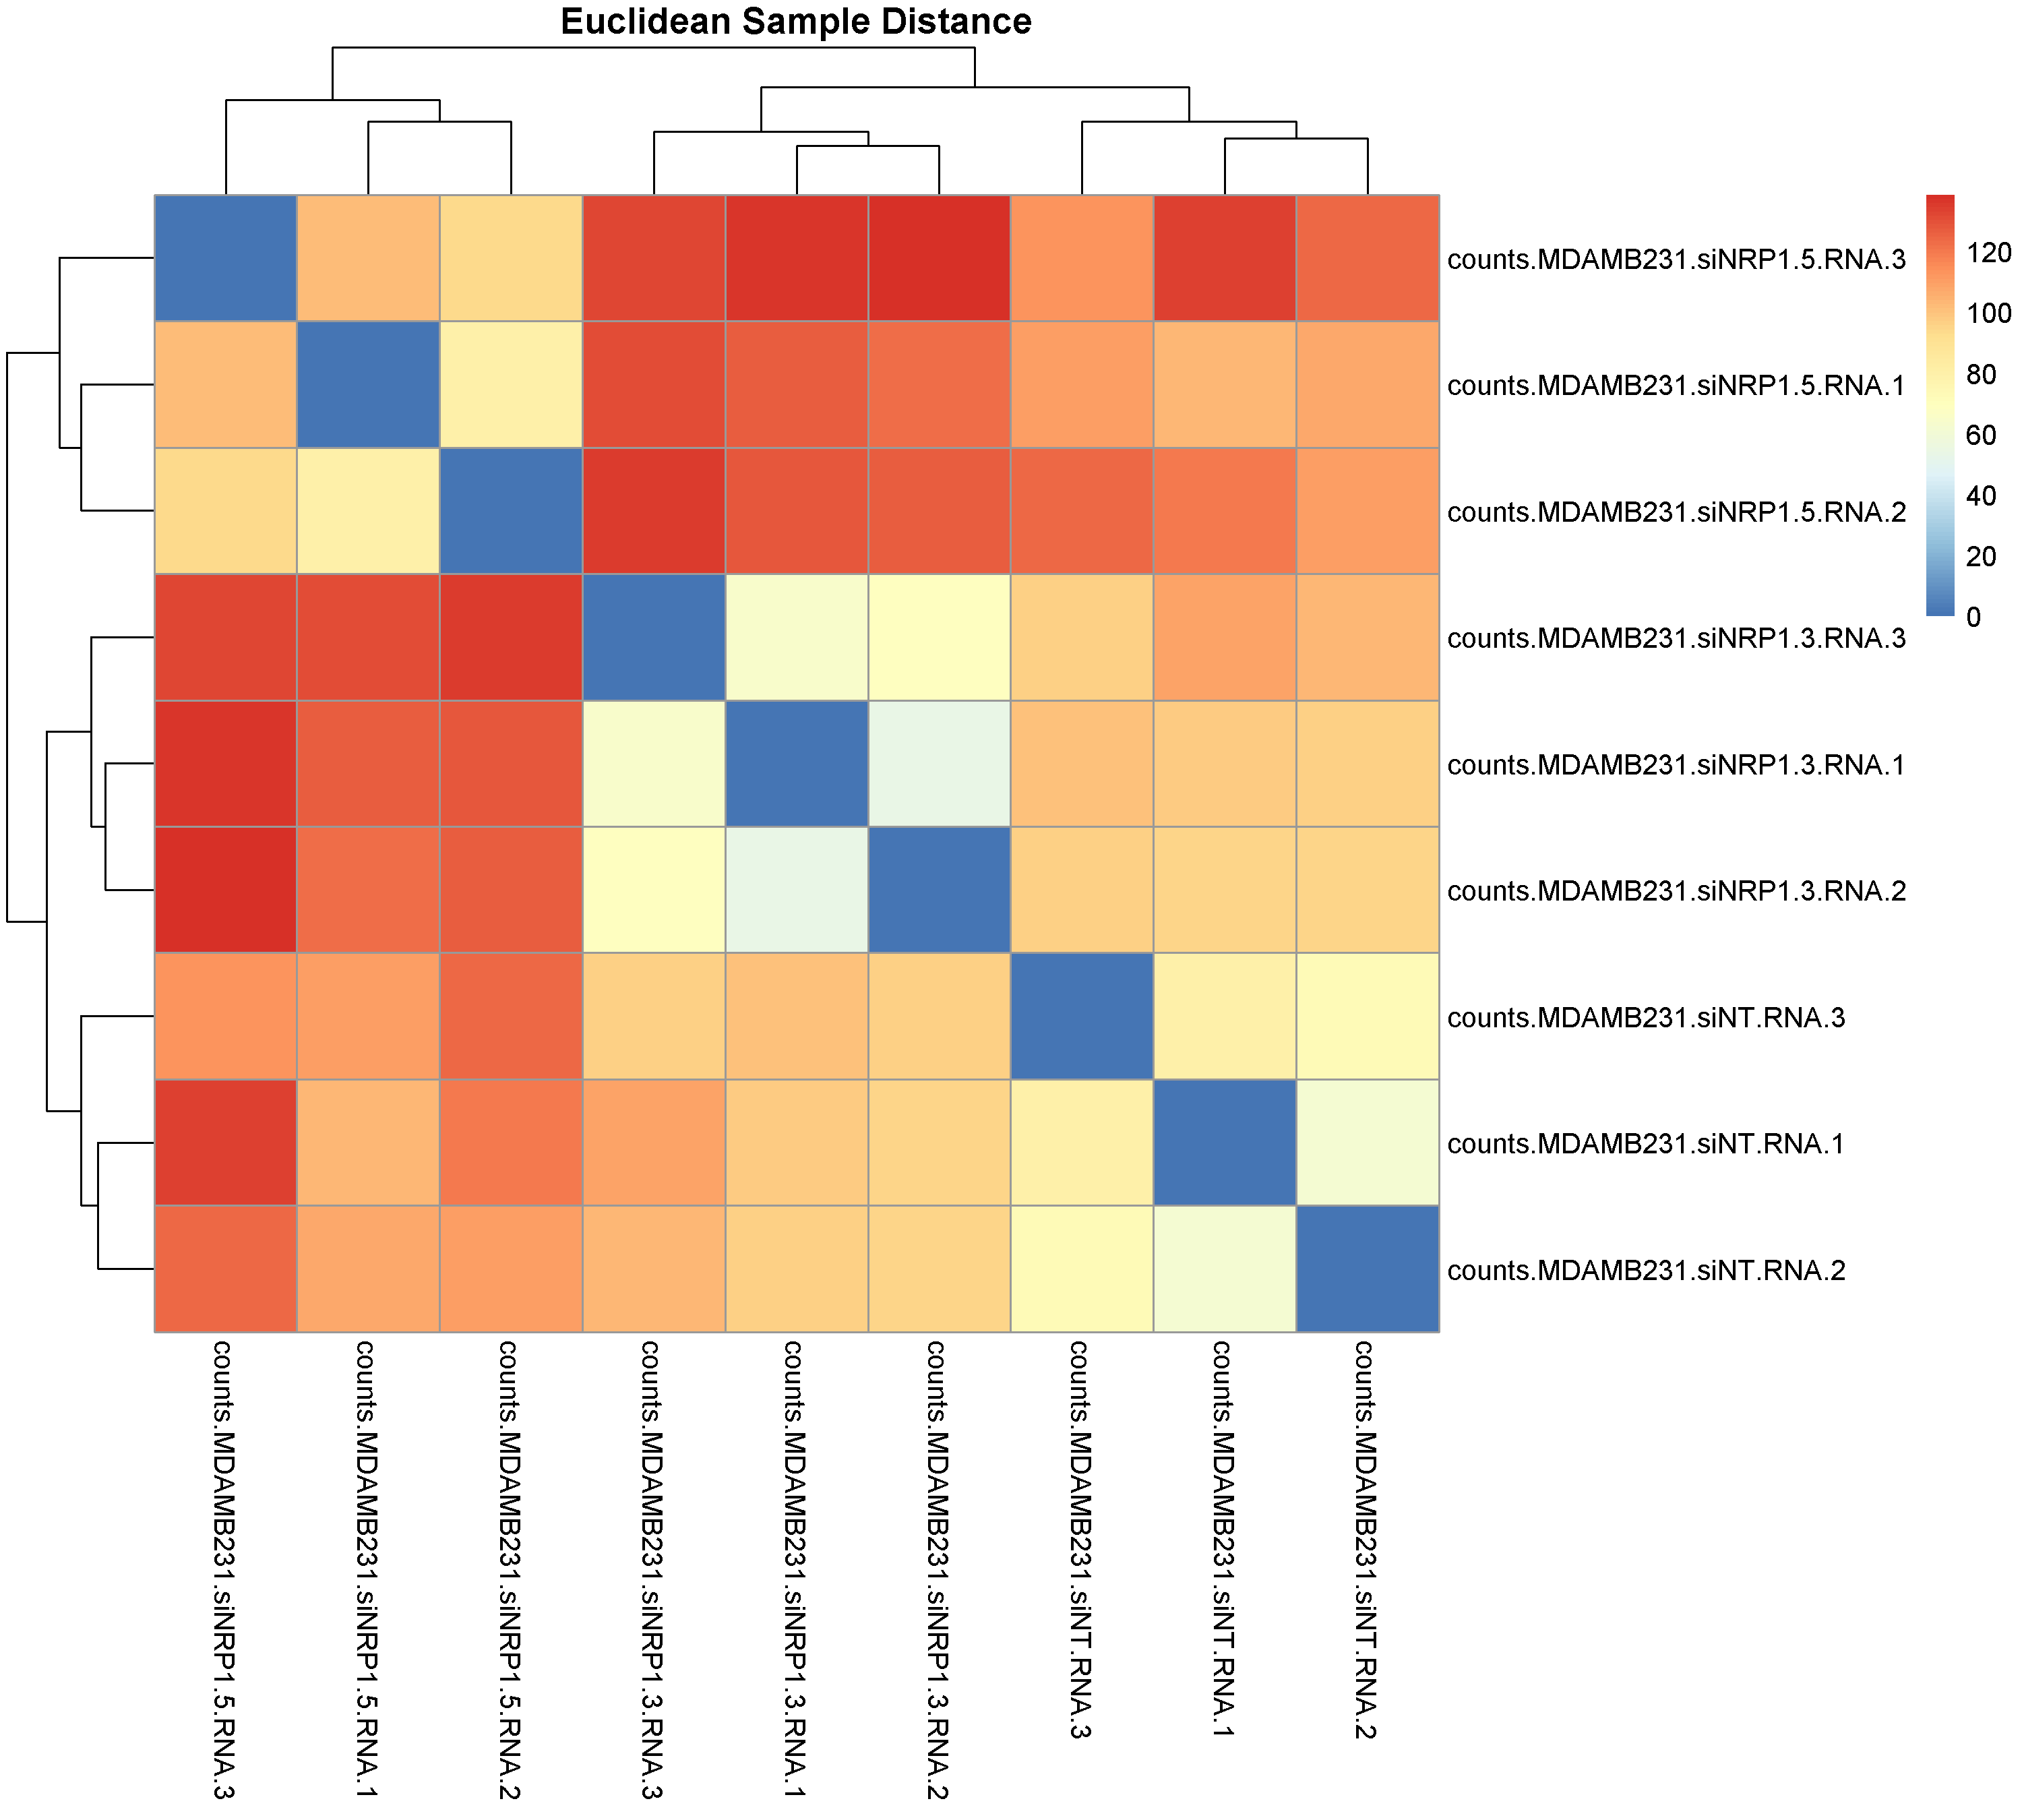 Euclidean Sample Distance
counts.MDAMB231.siNRP1.5.RNA.3
counts.MDAMB231.siNRP1.5.RNA.1
counts.MDAMB231.siNRP1.5.RNA.2
counts.MDAMB231.siNRP1.3.RNA.3
counts.MDAMB231.siNRP1.3.RNA.1
counts.MDAMB231.siNRP1.3.RNA.2
counts.MDAMB231.siNT.RNA.3
counts.MDAMB231.siNT.RNA.1
counts.MDAMB231.siNT.RNA.2
120
100
80
60
40
20
0
counts.MDAMB231.siNRP1.5.RNA.3
counts.MDAMB231.siNRP1.5.RNA.1
counts.MDAMB231.siNRP1.5.RNA.2
counts.MDAMB231.siNRP1.3.RNA.3
counts.MDAMB231.siNRP1.3.RNA.1
counts.MDAMB231.siNRP1.3.RNA.2
counts.MDAMB231.siNT.RNA.3
counts.MDAMB231.siNT.RNA.1
counts.MDAMB231.siNT.RNA.2